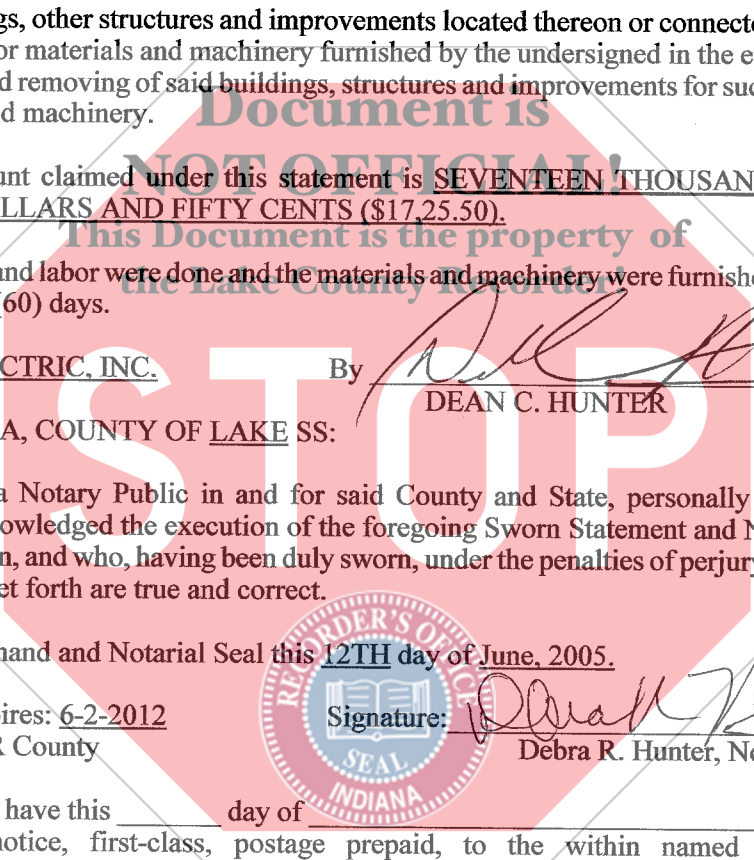 gs, other structures and improvements located thereon or connecte
or materials and machinery furnished by the undersigned in the e
d removing of said buildings, structures and improvements for suc
d machinery.
Document is
NOT OFFICIAL!
unt claimed under this statement is SEVENTEEN THOUSAN
LLARS AND FIFTY CENTS ($17,25.50).
This Document is the property of
the Lake County Recorder!
and labor were done and the materials and machinery were furnishe
(60) days.
CTRIC, INC. By
DEAN C. HUNTER
STOP
A, COUNTY OF LAKE SS:
a Notary Public in and for said County and State, personally
owledged the execution of the foregoing Sworn Statement and N
n, and who, having been duly sworn, under the penalties of perjury
et forth are true and correct.
hand and Notarial Seal this 12TH day of June, 2005.
RECORDER'S OFFICE
SEAL
INDIANA
ires: 6-2-2012 Signature:
R County Debra R. Hunter, No
have this day of
notice, first-class, postage prepaid, to the within named